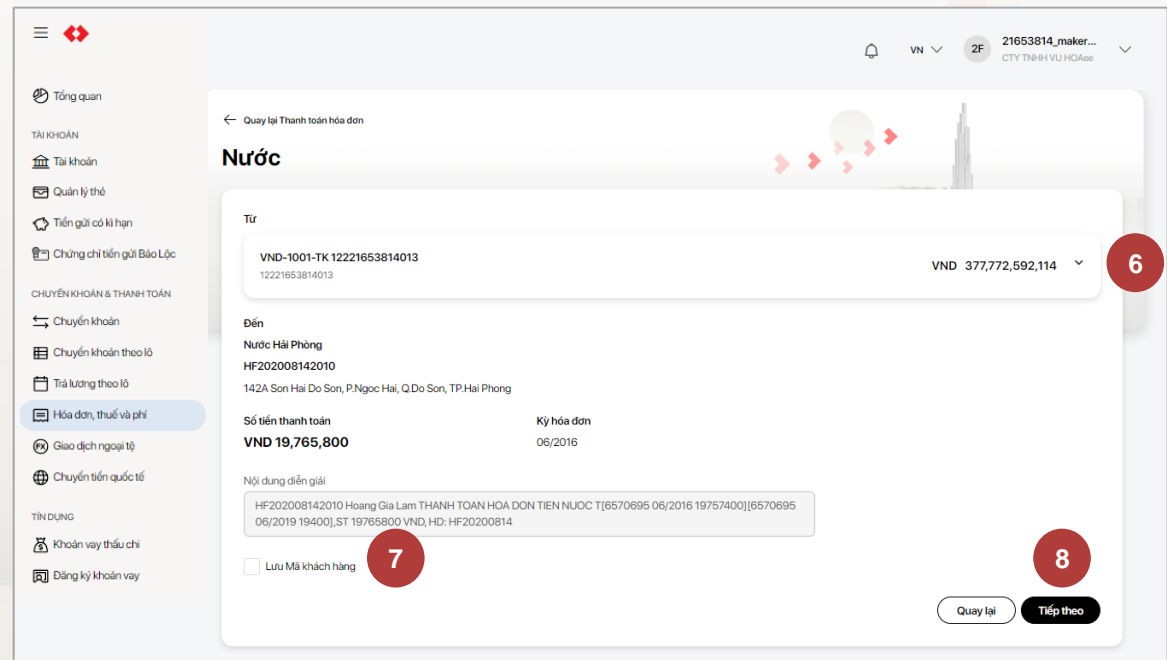 VN
2F
21653814_maker...
CTY TNHH VU HOAee
Tổng quan
TÀI KHOẢN
Tài khoản
Quản lý thẻ
Tiền gửi có kì hạn
Chứng chỉ tiền gửi Bảo Lộc
CHUYỂN KHOẢN & THANH TOÁN
Chuyển khoản
Chuyển khoản theo lô
Trả lương theo lô
Hóa đơn, thuế và phí
FX Giao dịch ngoại tệ
Chuyển tiền quốc tế
TÍN DỤNG
Khoản vay thấu chi
Đăng ký khoản vay
Quay lại Thanh toán hóa đơn
Nước
Từ
VND-1001-TK 12221653814013
12221653814013
VND 377,772,592,114
6
Đến
Nước Hải Phòng
HF202008142010
142A Son Hai Do Son, P.Ngoc Hai, Q.Do Son, TP.Hai Phong
Số tiền thanh toán
VND 19,765,800
Kỳ hóa đơn
06/2016
Nội dung diễn giải
HF202008142010 Hoang Gia Lam THANH TOAN HOA DON TIEN NUOC T[6570695 06/2016 19757400][6570695
06/2019 19400],ST 19765800 VND, HD: HF20200814
Lưu Mã khách hàng
7
8
Quay lại
Tiếp theo